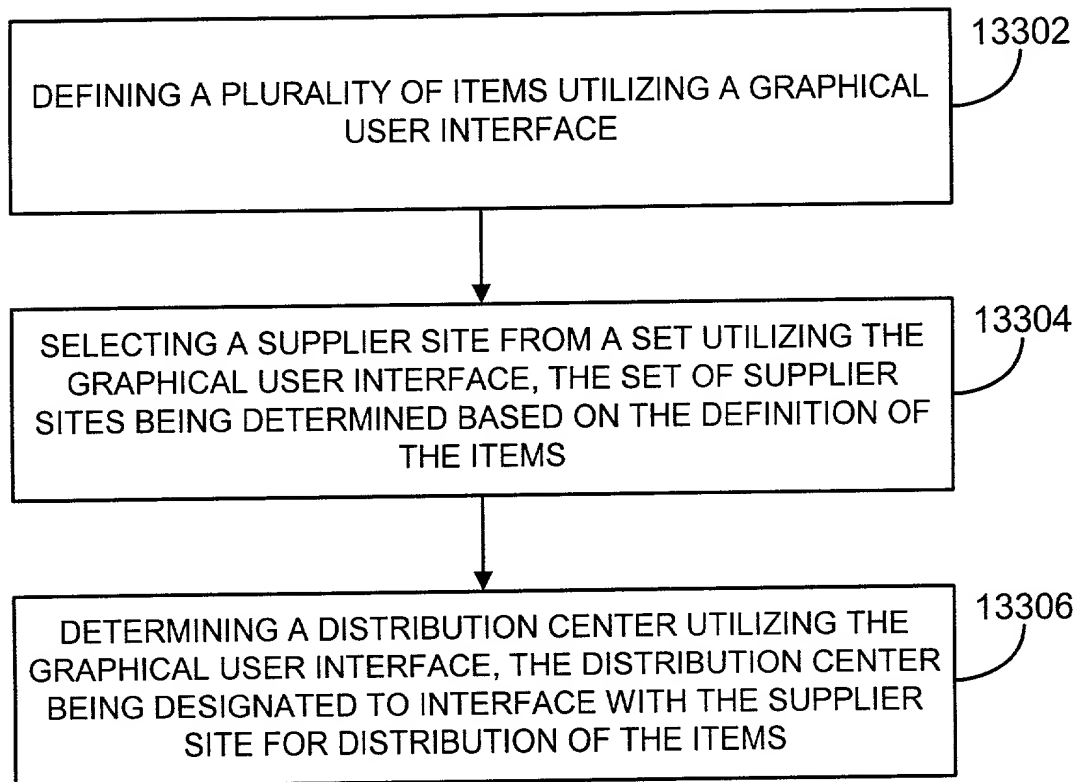 13302
DEFINING A PLURALITY OF ITEMS UTILIZING A GRAPHICAL
USER INTERFACE
13304
SELECTING A SUPPLIER SITE FROM A SET UTILIZING THE
GRAPHICAL USER INTERFACE, THE SET OF SUPPLIER
SITES BEING DETERMINED BASED ON THE DEFINITION OF
THE ITEMS
13306
DETERMINING A DISTRIBUTION CENTER UTILIZING THE
GRAPHICAL USER INTERFACE, THE DISTRIBUTION CENTER
BEING DESIGNATED TO INTERFACE WITH THE SUPPLIER
SITE FOR DISTRIBUTION OF THE ITEMS